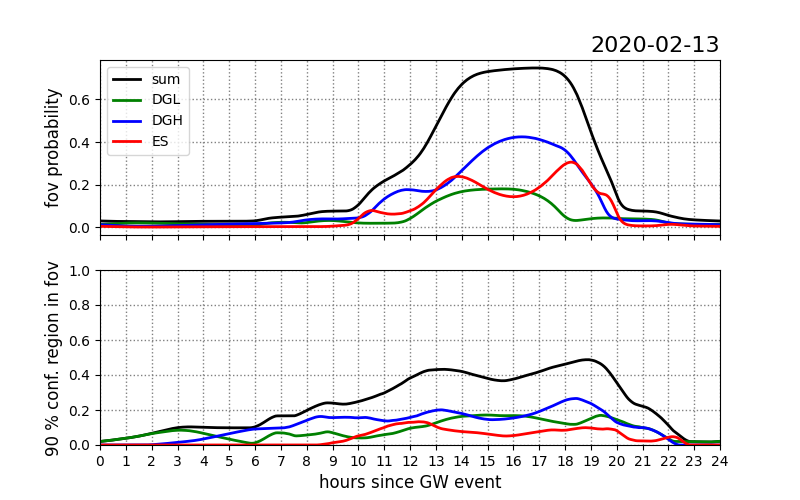 2020-02-13
fov probability
0.6
0.4
0.2
0.0
sum
DGL
DGH
ES
90 % conf. region in fov
1.0
0.8
0.6
0.4
0.2
0.0
0 1 2 3 4 5 6 7 8 9 10 11 12 13 14 15 16 17 18 19 20 21 22 23 24
hours since GW event